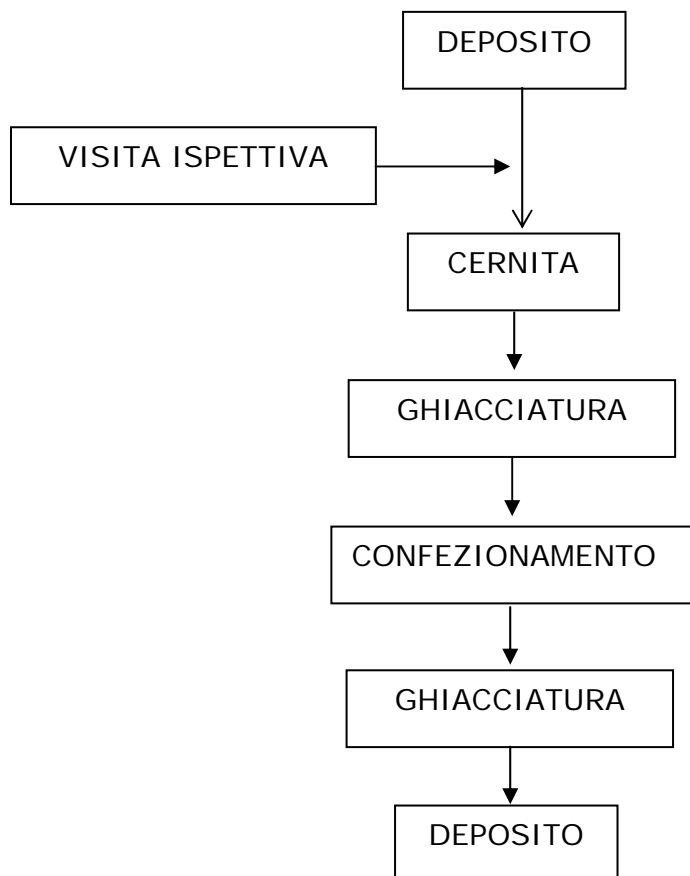 DEPOSITO
VISITA ISPETTIVA
CERNITA
GHIACCIATURA
CONFEZIONAMENTO
GHIACCIATURA
DEPOSITO